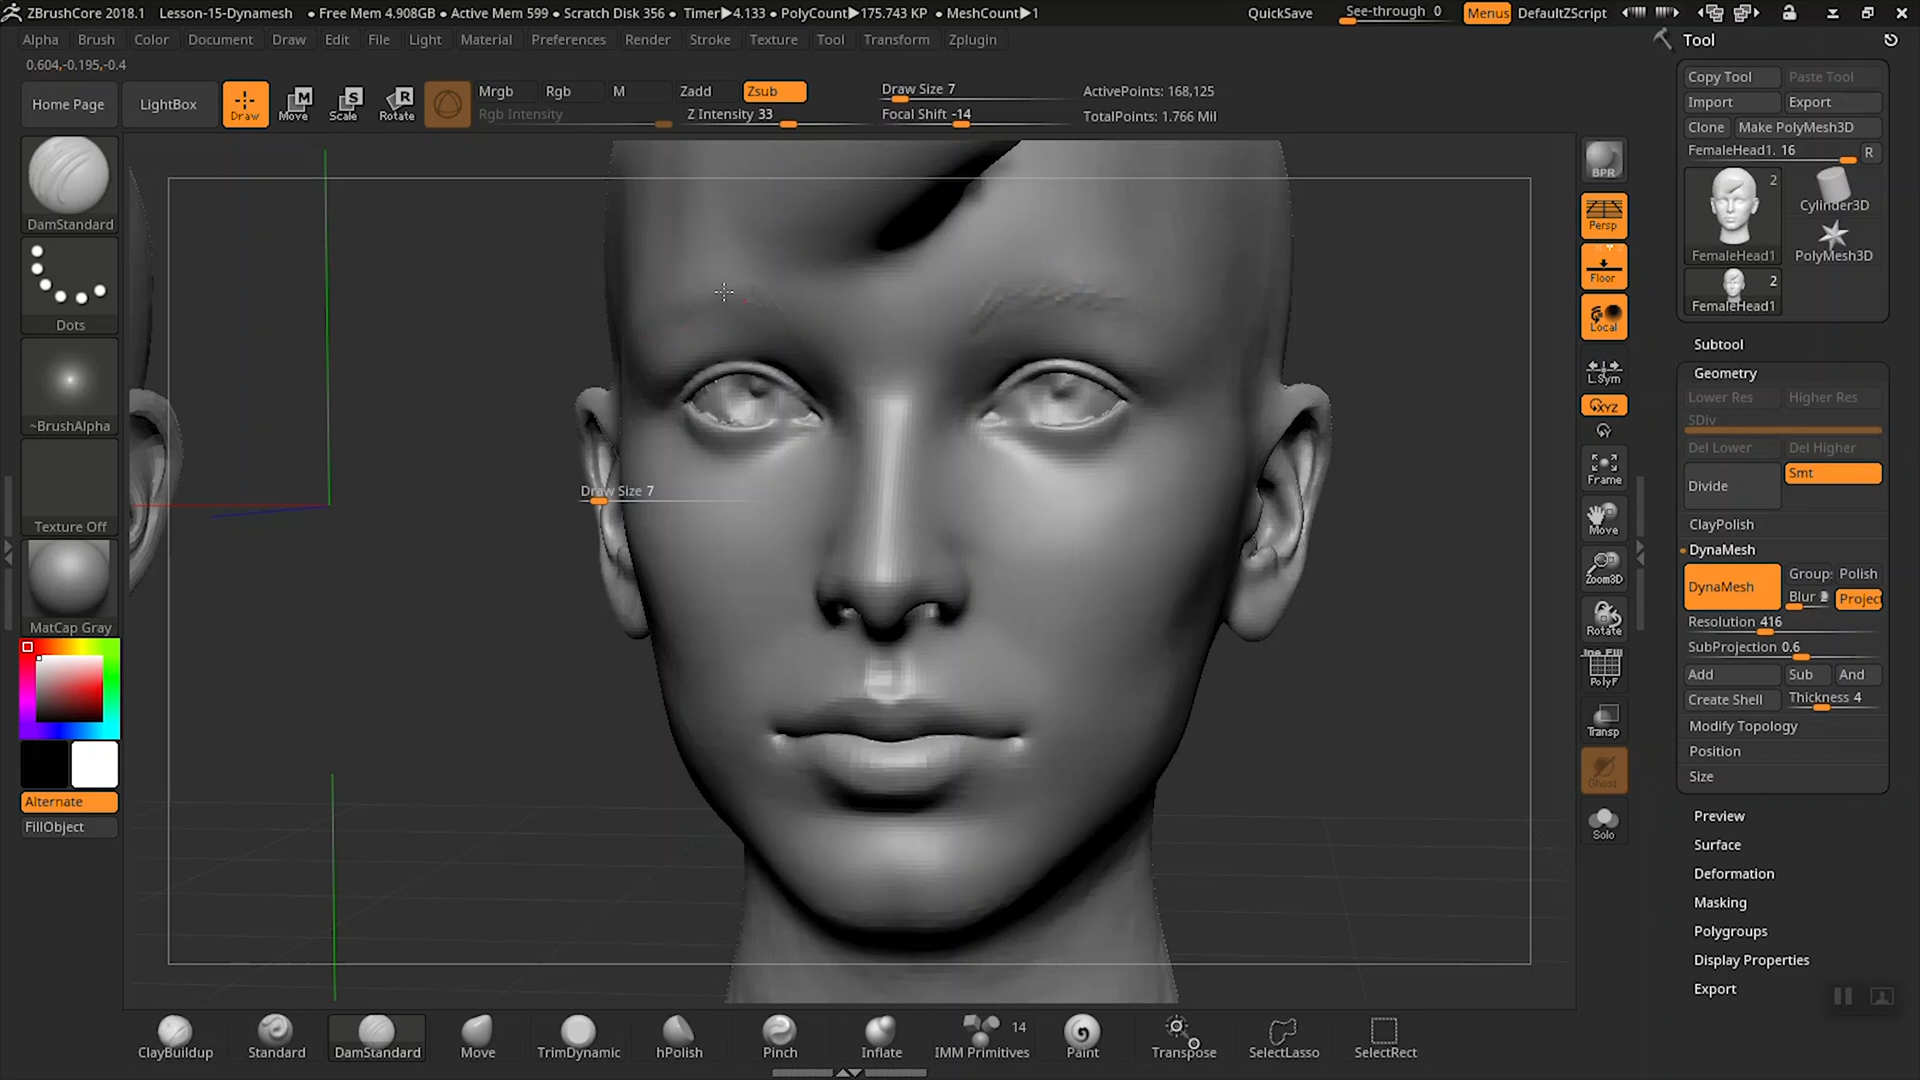 ZBrushCore 2018.1 Lesson-15-Dynamesh • Free Mem 4.908GB • Active Mem 599 • Scratch Disk 356 • Timer▶4.133 • PolyCount▶175.743 KP • MeshCount▶1 QuickSave See-through 0 Menus DefaultZScript
Alpha Brush Color Document Draw Edit File Light Material Preferences Render Stroke Texture Tool Transform Zplugin
Tool
0.604,-0.195,-0.4
Home Page LightBox Draw Move Scale Rotate
Mrgb Rgb M Zadd Zsub
Rgb Intensity Z Intensity 33
Draw Size 7
Focal Shift -14
ActivePoints: 168,125
TotalPoints: 1.766 Mil
Copy Tool Paste Tool
Import Export
Clone Make PolyMesh3D
FemaleHead1. 16 R
2
Cylinder3D
FemaleHead1 PolyMesh3D
2
FemaleHead1
Subtool
Geometry
Lower Res Higher Res
SDiv
Del Lower Del Higher
Divide Smt
ClayPolish
DynaMesh
DynaMesh Group Polish
Blur 2 Project
Resolution 416
SubProjection 0.6
Add Sub And
Create Shell Thickness 4
Modify Topology
Position
Size
Preview
Surface
Deformation
Masking
Polygroups
Display Properties
Export
DamStandard
Dots
~BrushAlpha
Texture Off
MatCap Gray
Alternate
FillObject
Draw Size 7
BPR
Persp
Floor
Local
L.Sym
XYZ
Y
Frame
Move
Zoom3D
Rotate
Line Fill
PolyF
Transp
Ghost
Solo
ClayBuildup Standard DamStandard Move TrimDynamic hPolish Pinch Inflate IMM Primitives 14 Paint Transpose SelectLasso SelectRect